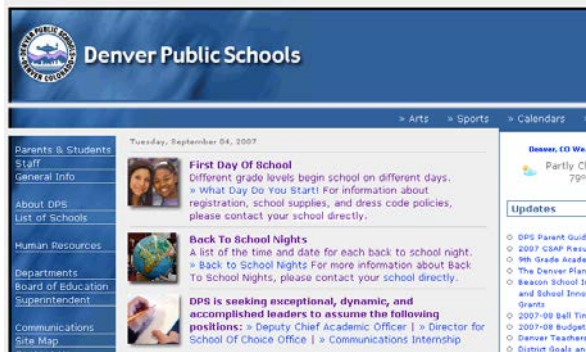 DENVER PUBLIC SCHOOLS
DENVER COLORADO
Denver Public Schools
» Arts » Sports » Calendars
Parents & Students
Staff
General Info
About DPS
List of Schools
Human Resources
Departments
Board of Education
Superintendent
Communications
Site Map
Tuesday, September 04, 2007
First Day Of School
Different grade levels begin school on different days.
» What Day Do You Start! For information about
registration, school supplies, and dress code policies,
please contact your school directly.
Back To School Nights
A list of the time and date for each back to school night.
» Back to School Nights For more information about Back
To School Nights, please contact your school directly.
DPS is seeking exceptional, dynamic, and
accomplished leaders to assume the following
positions: » Deputy Chief Academic Officer | » Director for
School Of Choice Office | » Communications Internship
Denver, CO
Partly
79°
Updates
DPS Parent
2007 CSAP
9th Grade
The Denver Plan
Beacon School
and School
Grants
2007-08 Bell
2007-08 Budget
Denver Teacher
District Goals